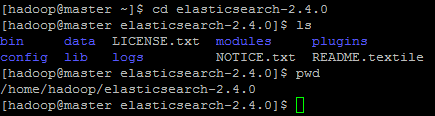 [hadoop@master ~]$ cd elasticsearch-2.4.0
[hadoop@master elasticsearch-2.4.0]$ ls
bin     data  LICENSE.txt  modules     plugins
config  lib   logs         NOTICE.txt  README.textile
[hadoop@master elasticsearch-2.4.0]$ pwd
/home/hadoop/elasticsearch-2.4.0
[hadoop@master elasticsearch-2.4.0]$